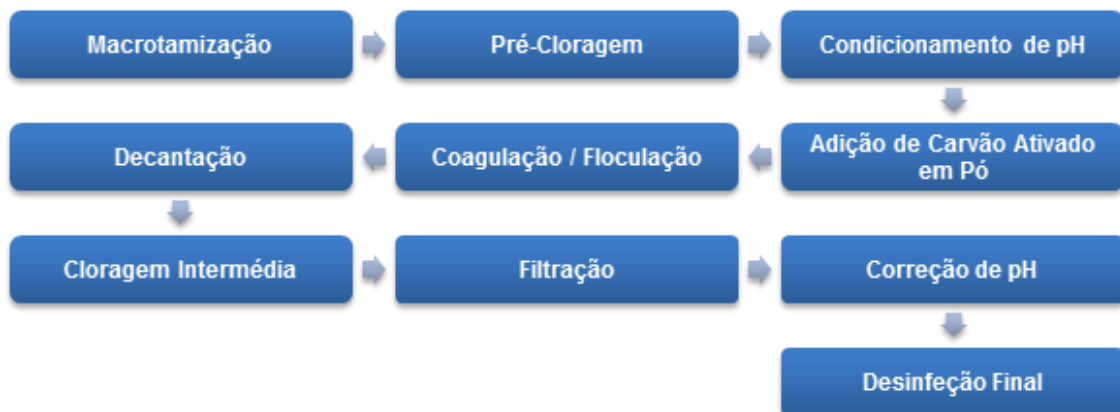 Macrotamização
Pré-Cloragem
Condicionamento de pH
Adição de Carvão Ativado
em Pó
Coagulação / Floculação
Decantação
Cloragem Intermédia
Filtração
Correção de pH
Desinfeção Final